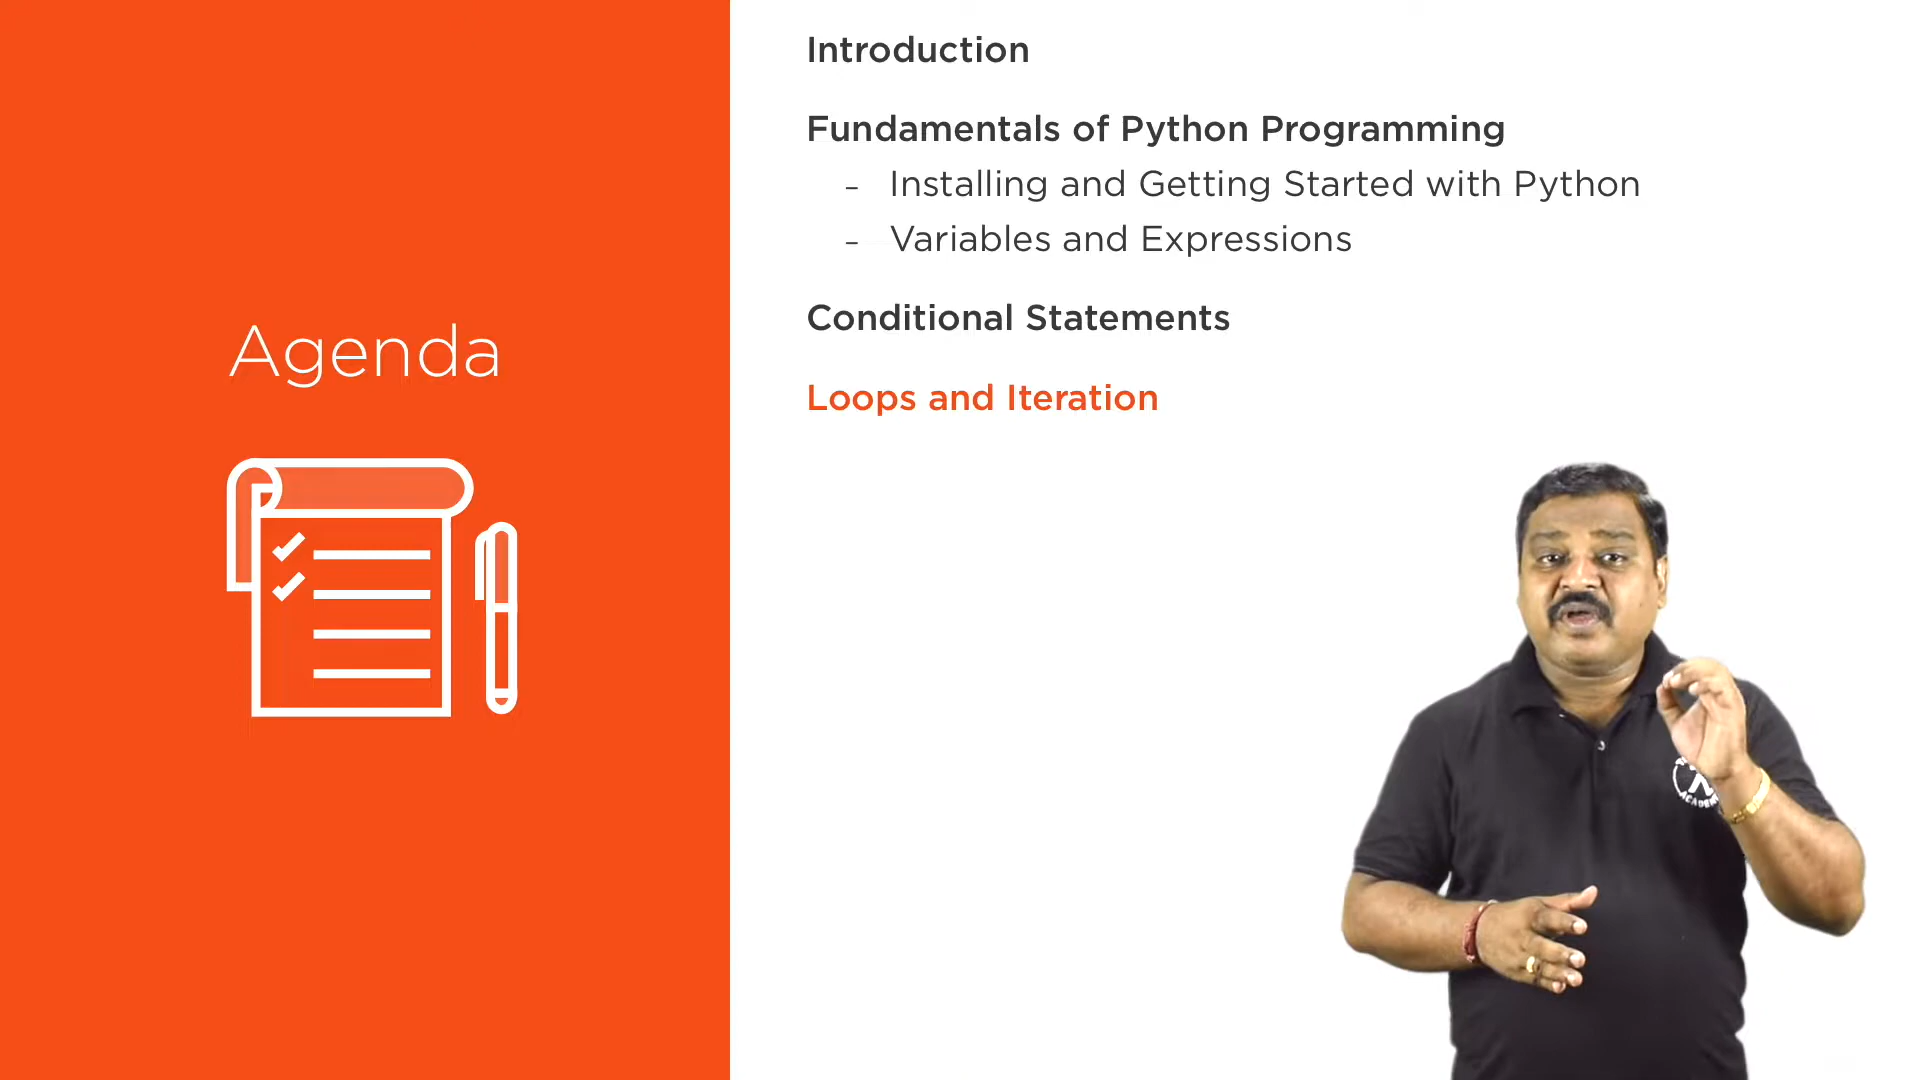 Agenda
Introduction
Fundamentals of Python Programming
- Installing and Getting Started with Python
- Variables and Expressions
Conditional Statements
Loops and Iteration